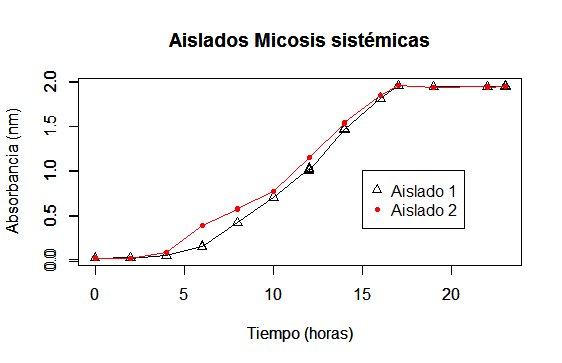 Aislados Micosis sistémicas
Absorbancia (nm)
2.0
1.5
1.0
0.5
0.0
Aislado 1
Aislado 2
0 5 10 15 20
Tiempo (horas)